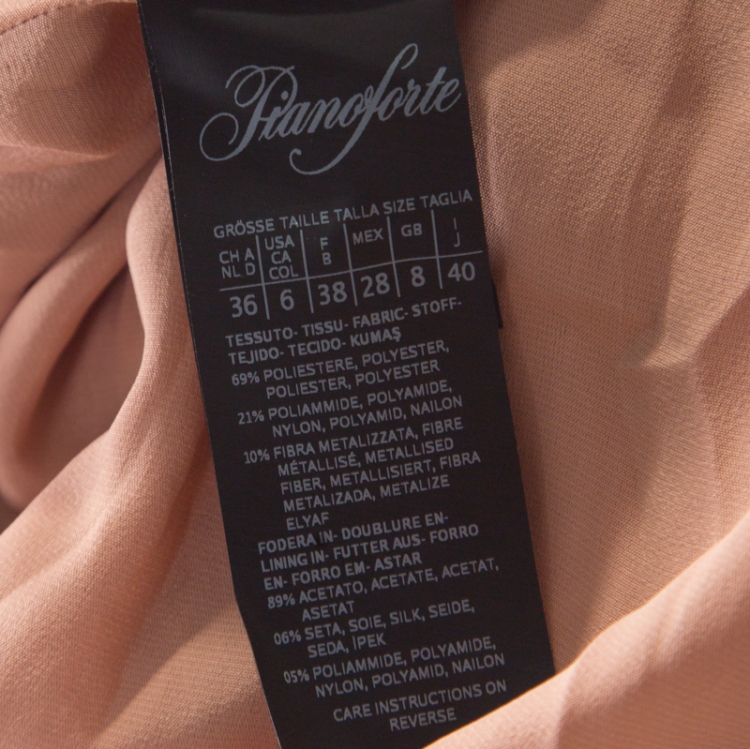 Pianoforte
GRÖSSE TAILLE TALLA SIZE TAGLIA
CH A NL D | USA CA COL | F B | MEX | GB | I J
36 | 6 | 38 | 28 | 8 | 40
TESSUTO- TISSU- FABRIC- STOFF-
TEJIDO- TECIDO- KUMAŞ
69% POLIESTERE, POLYESTER,
POLIESTER, POLYESTER
21% POLIAMMIDE, POLYAMIDE,
NYLON, POLYAMID, NAILON
10% FIBRA METALIZZATA, FIBRE
MÉTALLISÉ, METALLISED
FIBER, METALLISIERT, FIBRA
METALIZADA, METALIZE
ELYAF
FODERA IN- DOUBLURE EN-
LINING IN- FUTTER AUS- FORRO
EN- FORRO EM- ASTAR
89% ACETATO, ACETATE, ACETAT,
ASETAT
06% SETA, SOIE, SILK, SEIDE,
SEDA, İPEK
05% POLIAMMIDE, POLYAMIDE,
NYLON, POLYAMID, NAILON
CARE INSTRUCTIONS ON
REVERSE